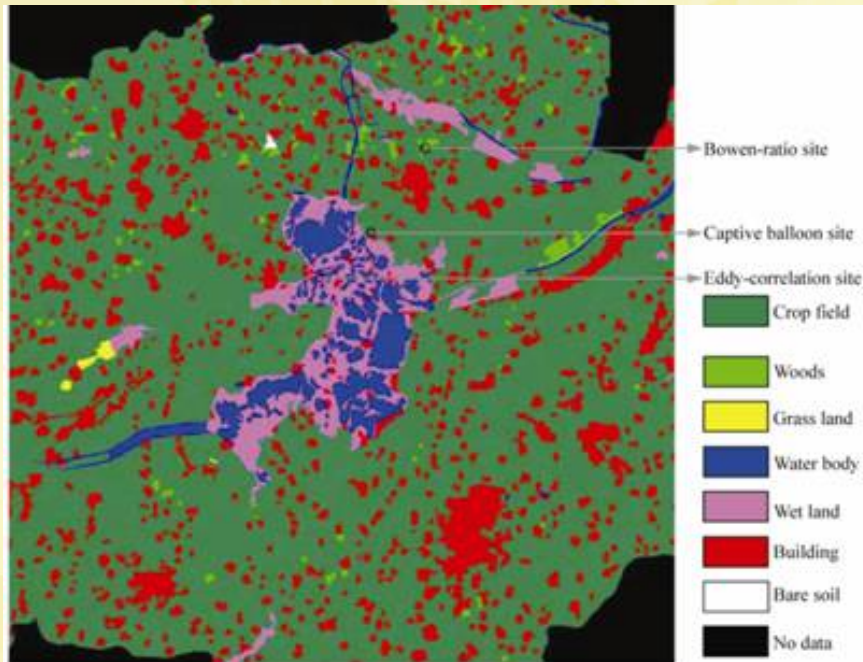 Bowen-ratio site
Captive balloon site
Eddy-correlation site
Crop field
Woods
Grass land
Water body
Wet land
Building
Bare soil
No data